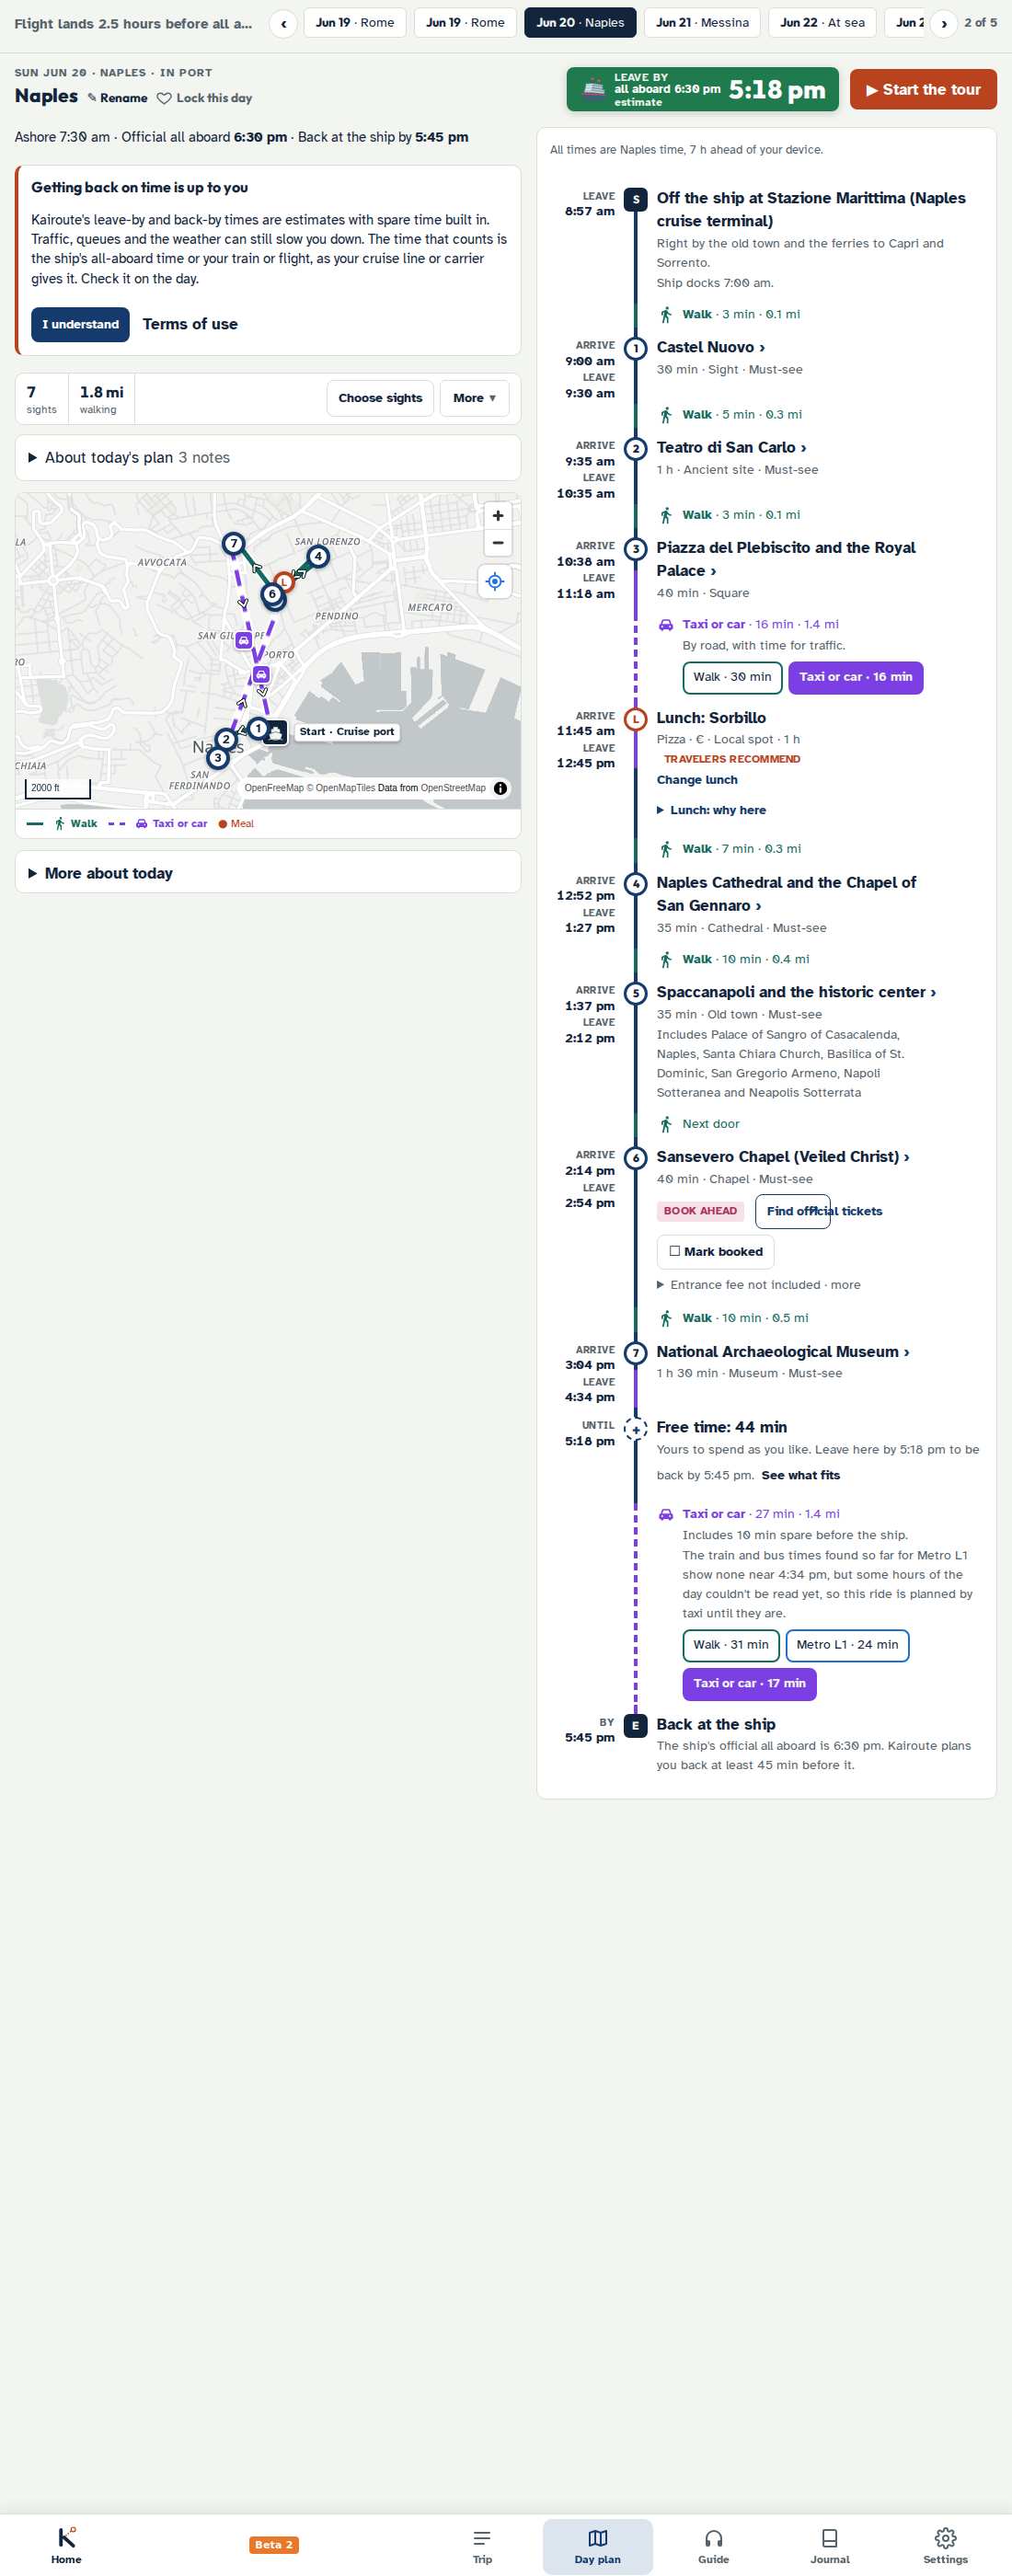 Flight lands 2.5 hours before all a...
‹
Jun 19 · Rome
Jun 19 · Rome
Jun 20 · Naples
Jun 21 · Messina
Jun 22 · At sea
Jun 2
›
2 of 5
SUN JUN 20 · NAPLES · IN PORT
Naples ✎ Rename Lock this day
LEAVE BY
all aboard 6:30 pm
estimate
5:18 pm
▶ Start the tour
Ashore 7:30 am · Official all aboard 6:30 pm · Back at the ship by 5:45 pm
Getting back on time is up to you
Kairoute's leave-by and back-by times are estimates with spare time built in.
Traffic, queues and the weather can still slow you down. The time that counts is
the ship's all-aboard time or your train or flight, as your cruise line or carrier
gives it. Check it on the day.
I understand
Terms of use
7
sights
1.8 mi
walking
Choose sights
More ▼
▶ About today's plan 3 notes
LA
AVVOCATA
SAN LORENZO
7
4
L
6
PENDINO
MERCATO
SAN GIU PE
PORTO
RO
1
2
3
Na es
Start · Cruise port
CHIAIA
SAN
FERDINANDO
2000 ft
OpenFreeMap © OpenMapTiles Data from OpenStreetMap
+
−
Walk
Taxi or car
Meal
▶ More about today
All times are Naples time, 7 h ahead of your device.
LEAVE
8:57 am
S
Off the ship at Stazione Marittima (Naples
cruise terminal)
Right by the old town and the ferries to Capri and
Sorrento.
Ship docks 7:00 am.
Walk · 3 min · 0.1 mi
ARRIVE
9:00 am
LEAVE
9:30 am
1
Castel Nuovo ›
30 min · Sight · Must-see
Walk · 5 min · 0.3 mi
ARRIVE
9:35 am
LEAVE
10:35 am
2
Teatro di San Carlo ›
1 h · Ancient site · Must-see
Walk · 3 min · 0.1 mi
ARRIVE
10:38 am
LEAVE
11:18 am
3
Piazza del Plebiscito and the Royal
Palace ›
40 min · Square
Taxi or car · 16 min · 1.4 mi
By road, with time for traffic.
Walk · 30 min
Taxi or car · 16 min
ARRIVE
11:45 am
LEAVE
12:45 pm
L
Lunch: Sorbillo
Pizza · € · Local spot · 1 h
TRAVELERS RECOMMEND
Change lunch
▶ Lunch: why here
Walk · 7 min · 0.3 mi
ARRIVE
12:52 pm
LEAVE
1:27 pm
4
Naples Cathedral and the Chapel of
San Gennaro ›
35 min · Cathedral · Must-see
Walk · 10 min · 0.4 mi
ARRIVE
1:37 pm
LEAVE
2:12 pm
5
Spaccanapoli and the historic center ›
35 min · Old town · Must-see
Includes Palace of Sangro of Casacalenda,
Naples, Santa Chiara Church, Basilica of St.
Dominic, San Gregorio Armeno, Napoli
Sotteranea and Neapolis Sotterrata
Next door
ARRIVE
2:14 pm
LEAVE
2:54 pm
6
Sansevero Chapel (Veiled Christ) ›
40 min · Chapel · Must-see
BOOK AHEAD
Find official tickets
☐ Mark booked
▶ Entrance fee not included · more
Walk · 10 min · 0.5 mi
ARRIVE
3:04 pm
LEAVE
4:34 pm
7
National Archaeological Museum ›
1 h 30 min · Museum · Must-see
UNTIL
5:18 pm
+
Free time: 44 min
Yours to spend as you like. Leave here by 5:18 pm to be
back by 5:45 pm. See what fits
Taxi or car · 27 min · 1.4 mi
Includes 10 min spare before the ship.
The train and bus times found so far for Metro L1
show none near 4:34 pm, but some hours of the
day couldn't be read yet, so this ride is planned by
taxi until they are.
Walk · 31 min
Metro L1 · 24 min
Taxi or car · 17 min
BY
5:45 pm
E
Back at the ship
The ship's official all aboard is 6:30 pm. Kairoute plans
you back at least 45 min before it.
Home
Beta 2
Trip
Day plan
Guide
Journal
Settings